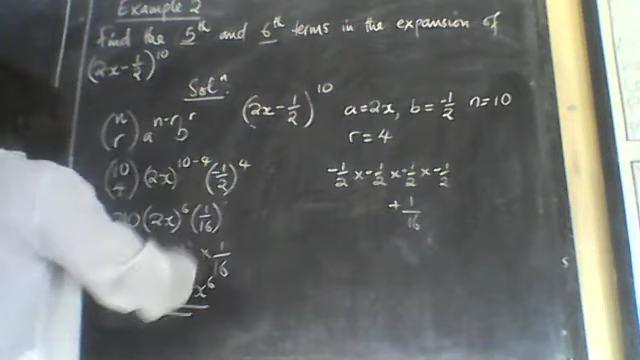 Example 2
Find the 5th and 6th terms in the expansion of
(2x - 1/2)^10
Sol^n:
(n r) a^n-r b^r
(2x - 1/2)^10 a=2x, b=-1/2 n=10
r=4
(10 4) (2x)^10-4 (-1/2)^4
-1/2 x -1/2 x -1/2 x -1/2
10 (2x)^6 (1/16)
+ 1/16
x 1/16
x^6